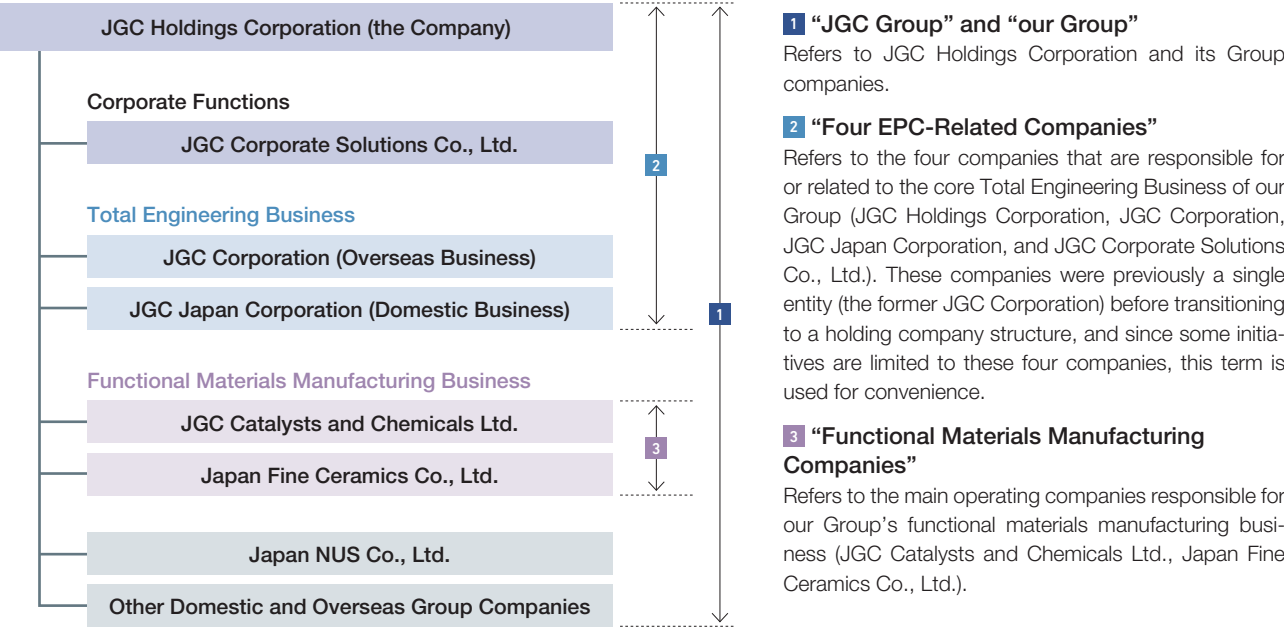 JGC Holdings Corporation (the Company)
Corporate Functions
JGC Corporate Solutions Co., Ltd.
Total Engineering Business
JGC Corporation (Overseas Business)
JGC Japan Corporation (Domestic Business)
Functional Materials Manufacturing Business
JGC Catalysts and Chemicals Ltd.
Japan Fine Ceramics Co., Ltd.
Japan NUS Co., Ltd.
Other Domestic and Overseas Group Companies
2
1
3
1 “JGC Group” and “our Group”
Refers to JGC Holdings Corporation and its Group
companies.
2 “Four EPC-Related Companies”
Refers to the four companies that are responsible for
or related to the core Total Engineering Business of our
Group (JGC Holdings Corporation, JGC Corporation,
JGC Japan Corporation, and JGC Corporate Solutions
Co., Ltd.). These companies were previously a single
entity (the former JGC Corporation) before transitioning
to a holding company structure, and since some initia-
tives are limited to these four companies, this term is
used for convenience.
3 “Functional Materials Manufacturing
Companies”
Refers to the main operating companies responsible for
our Group’s functional materials manufacturing busi-
ness (JGC Catalysts and Chemicals Ltd., Japan Fine
Ceramics Co., Ltd.).